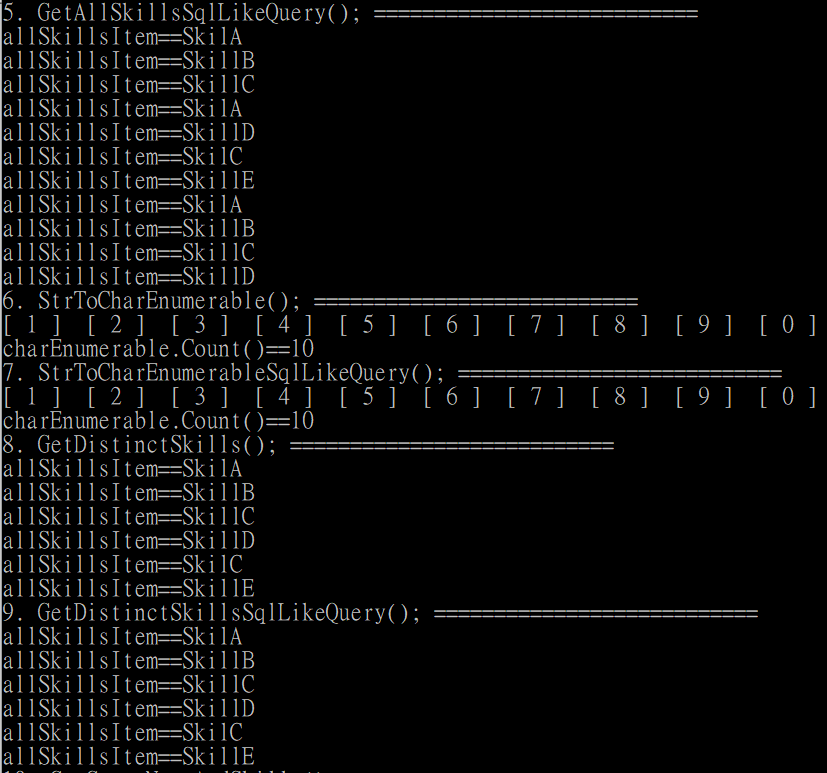 5. GetAllSkillsSqlLikeQuery(); ===========================
allSkillsItem==SkilA
allSkillsItem==SkillB
allSkillsItem==SkillC
allSkillsItem==SkilA
allSkillsItem==SkillD
allSkillsItem==SkilC
allSkillsItem==SkillE
allSkillsItem==SkilA
allSkillsItem==SkillB
allSkillsItem==SkillC
allSkillsItem==SkillD
6. StrToCharEnumerable(); ===========================
[ 1 ]  [ 2 ]  [ 3 ]  [ 4 ]  [ 5 ]  [ 6 ]  [ 7 ]  [ 8 ]  [ 9 ]  [ 0 ]
charEnumerable.Count()==10
7. StrToCharEnumerableSqlLikeQuery(); ===========================
[ 1 ]  [ 2 ]  [ 3 ]  [ 4 ]  [ 5 ]  [ 6 ]  [ 7 ]  [ 8 ]  [ 9 ]  [ 0 ]
charEnumerable.Count()==10
8. GetDistinctSkills(); ===========================
allSkillsItem==SkilA
allSkillsItem==SkillB
allSkillsItem==SkillC
allSkillsItem==SkillD
allSkillsItem==SkilC
allSkillsItem==SkillE
9. GetDistinctSkillsSqlLikeQuery(); ===========================
allSkillsItem==SkilA
allSkillsItem==SkillB
allSkillsItem==SkillC
allSkillsItem==SkillD
allSkillsItem==SkilC
allSkillsItem==SkillE